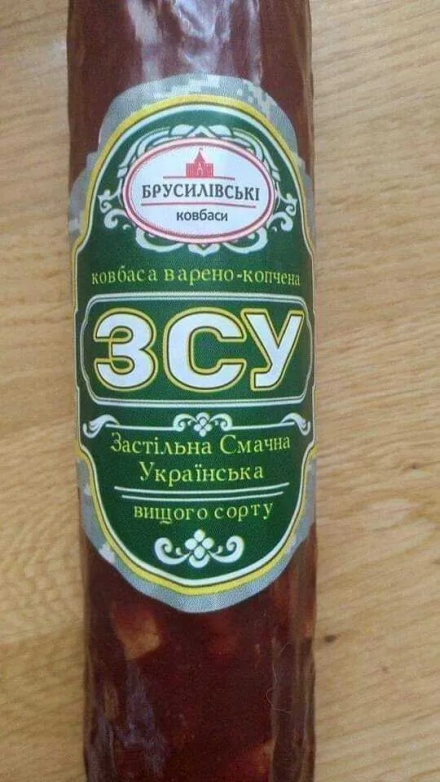 БРУСИЛІВСЬКІ
ковбаси
ковбаса варено-копчена
ЗСУ
Застільна Смачна
Українська
вищого сорту